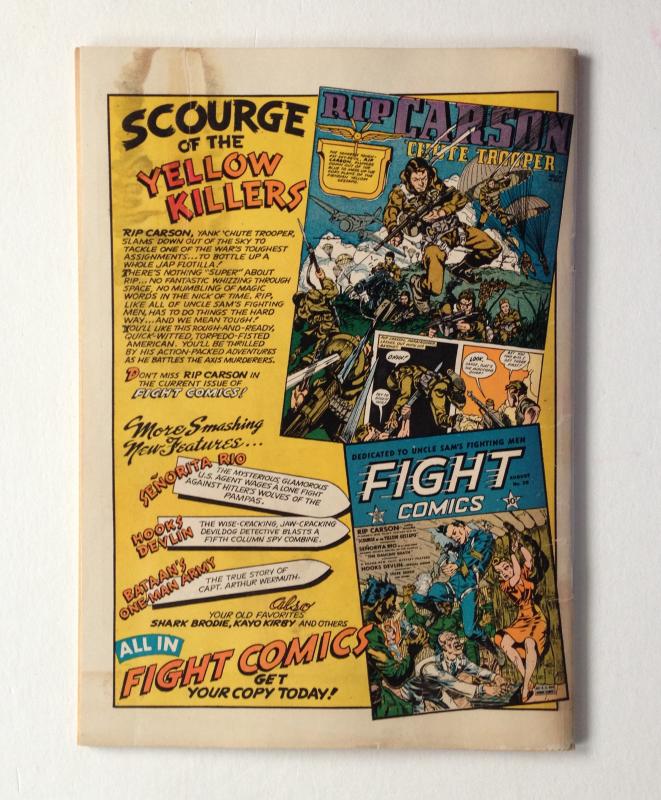 SCOURGE
OF THE
YELLOW
KILLERS
RIP CARSON, YANK 'CHUTE TROOPER,
SLAMS DOWN OUT OF THE SKY TO
TACKLE ONE OF THE WAR'S TOUGHEST
ASSIGNMENTS...TO BOTTLE UP A
WHOLE JAP FLOTILLA!
THERE'S NOTHING "SUPER" ABOUT
RIP... NO FANTASTIC WHIZZING THROUGH
SPACE, NO MUMBLING OF MAGIC
WORDS IN THE NICK OF TIME. RIP,
LIKE ALL OF UNCLE SAM'S FIGHTING
MEN, HAS TO DO THINGS THE HARD
WAY...AND WE MEAN TOUGH!
YOU'LL LIKE THIS ROUGH-AND-READY,
QUICK-WITTED, TORPEDO-FISTED
AMERICAN. YOU'LL BE THRILLED
BY HIS ACTION-PACKED ADVENTURES
AS HE BATTLES THE AXIS MURDERERS.
DON'T MISS RIP CARSON IN
THE CURRENT ISSUE OF
FIGHT COMICS!
More Smashing
New Features...
SEÑORITA RIO
THE MYSTERIOUS, GLAMOROUS
U.S. AGENT WAGES A LONE FIGHT
AGAINST HITLER'S WOLVES OF THE
PAMPAS.
HOOKS
DEVLIN
THE WISE-CRACKING, JAW-CRACKING
DEVILDOG DETECTIVE BLASTS A
FIFTH COLUMN SPY COMBINE.
BATAAN'S
ONE MAN ARMY
THE TRUE STORY OF
CAPT. ARTHUR WERMUTH.
Also
YOUR OLD FAVORITES
SHARK BRODIE, KAYO KIRBY AND OTHERS
ALL IN
FIGHT COMICS
GET
YOUR COPY TODAY!
RIP CARSON
CHUTE TROOPER
DEDICATED TO UNCLE SAM'S FIGHTING MEN
FIGHT
COMICS
AUGUST
10¢
RIP CARSON
SEÑORITA RIO
HOOKS DEVLIN